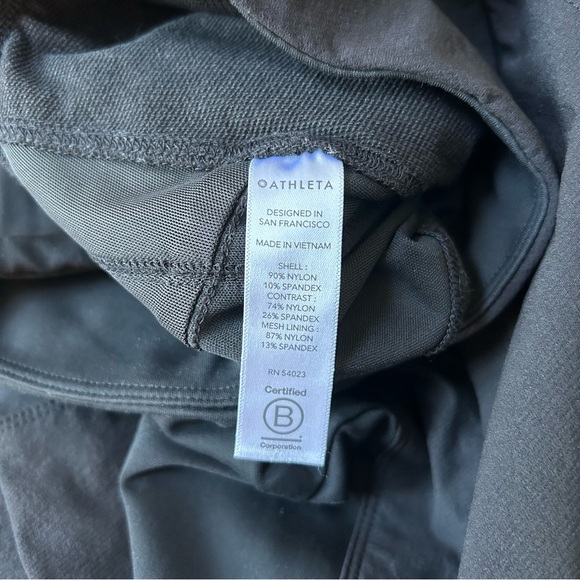 ATHLETA
DESIGNED IN
SAN FRANCISCO
MADE IN VIETNAM
SHELL :
90% NYLON
10% SPANDEX
CONTRAST :
74% NYLON
26% SPANDEX
MESH LINING :
87% NYLON
13% SPANDEX
RN 54023
Certified
B
Corporation